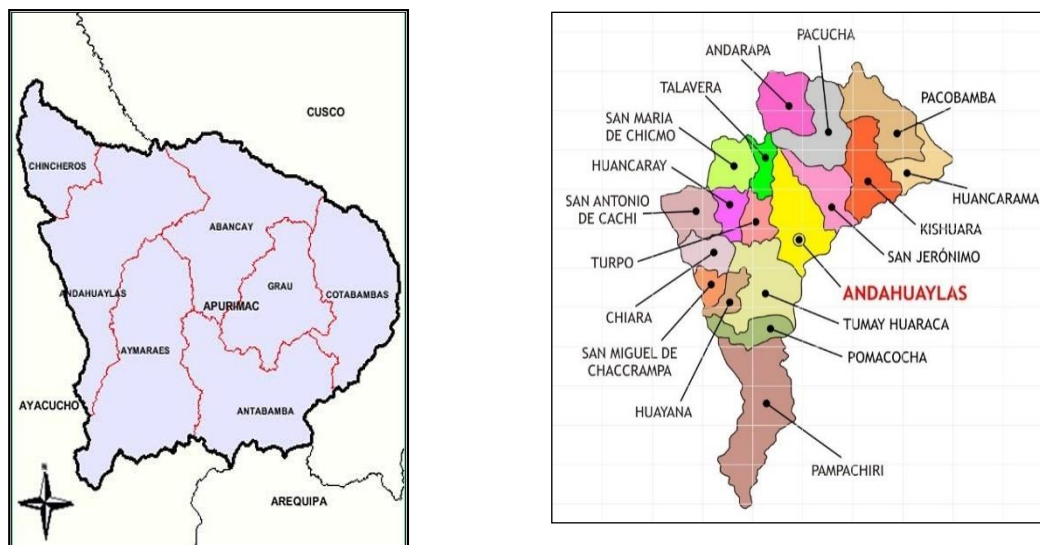 CUSCO
CHINCHEROS
ABANCAY
GRAU
ANDAHUAYLAS
APURIMAC
COTABAMBAS
AYMARAES
AYACUCHO
ANTABAMBA
AREQUIPA
N
PACUCHA
ANDARAPA
TALAVERA
PACOBAMBA
SAN MARIA
DE CHICMO
HUANCARAY
SAN ANTONIO
DE CACHI
HUANCARAMA
KISHUARA
TURPO
SAN JERÓNIMO
ANDAHUAYLAS
CHIARA
TUMAY HUARACA
SAN MIGUEL DE
CHACCRAMPA
POMACOCHA
HUAYANA
PAMPACHIRI